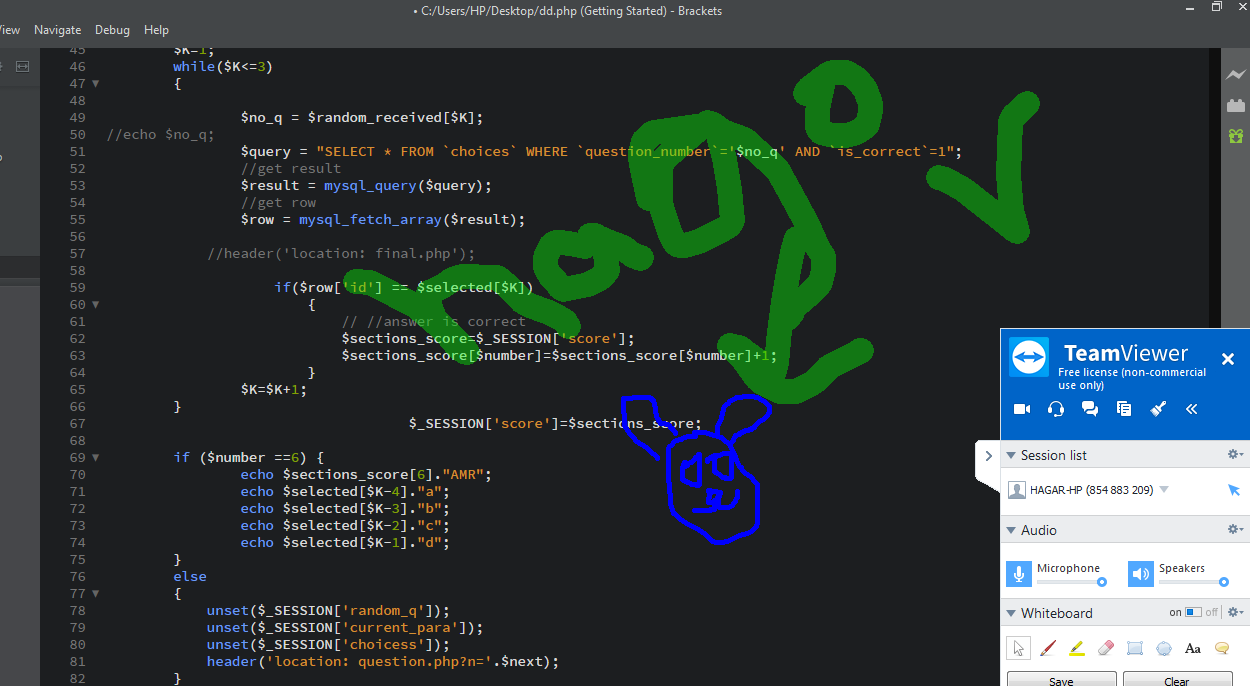 • C:/Users/HP/Desktop/dd.php (Getting Started) - Brackets
View Navigate Debug Help
45 $K=1;
46 while($K<=3)
47 {
48
49 $no_q = $random_received[$K];
50 //echo $no_q;
51 $query = "SELECT * FROM `choices` WHERE `question_number`='$no_q' AND `is_correct`=1";
52 //get result
53 $result = mysql_query($query);
54 //get row
55 $row = mysql_fetch_array($result);
56
57 //header('location: final.php');
58
59 if($row['id'] == $selected[$K])
60 {
61 // //answer is correct
62 $sections_score=$_SESSION['score'];
63 $sections_score[$number]=$sections_score[$number]+1;
64 }
65 $K=$K+1;
66 }
67 $_SESSION['score']=$sections_score;
68
69 if ($number ==6) {
70 echo $sections_score[6]."AMR";
71 echo $selected[$K-4]."a";
72 echo $selected[$K-3]."b";
73 echo $selected[$K-2]."c";
74 echo $selected[$K-1]."d";
75 }
76 else
77 {
78 unset($_SESSION['random_q']);
79 unset($_SESSION['current_para']);
80 unset($_SESSION['choicess']);
81 header('location: question.php?n='.$next);
82 }
TeamViewer
Free license (non-commercial
use only)
Session list
HAGAR-HP (854 883 209)
Audio
Microphone Speakers
Whiteboard on off
Aa
Save Clear